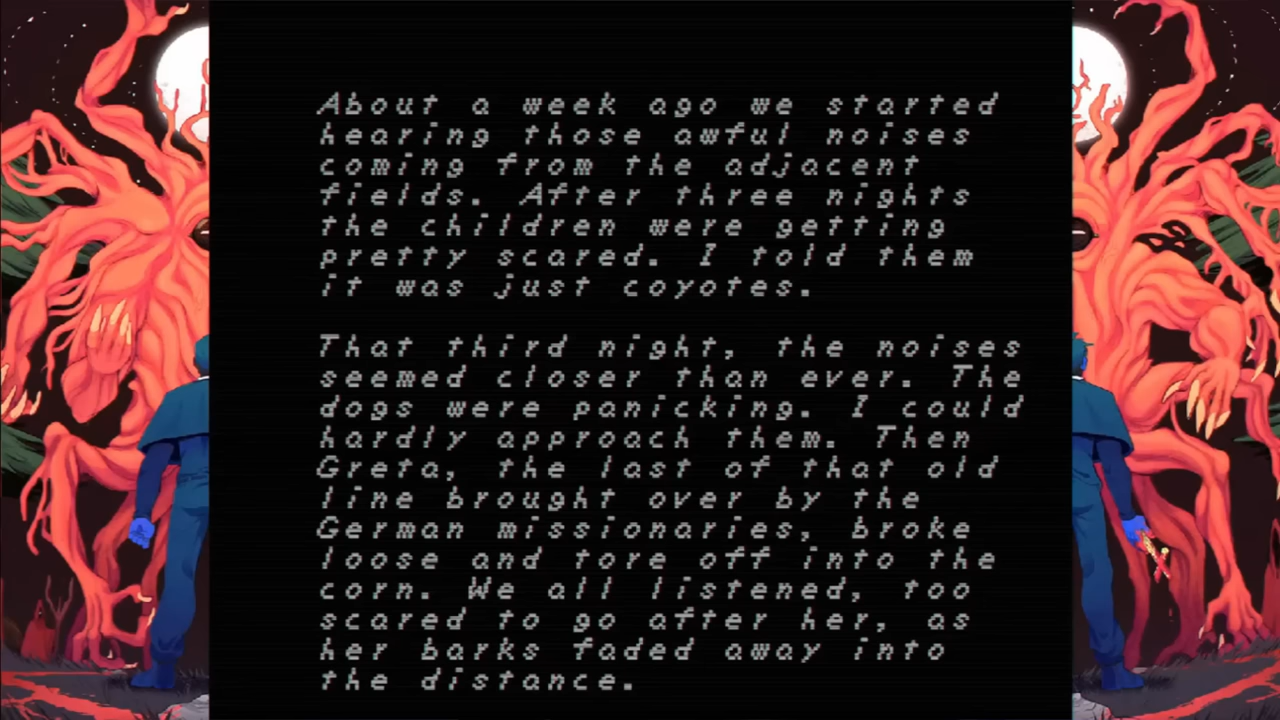 About a week ago we started
hearing those awful noises
coming from the adjacent
fields. After three nights
the children were getting
pretty scared. I told them
it was just coyotes.
That third night, the noises
seemed closer than ever. The
dogs were panicking. I could
hardly approach them. Then
Greta, the last of that old
line brought over by the
German missionaries, broke
loose and tore off into the
corn. We all listened, too
scared to go after her, as
her barks faded away into
the distance.